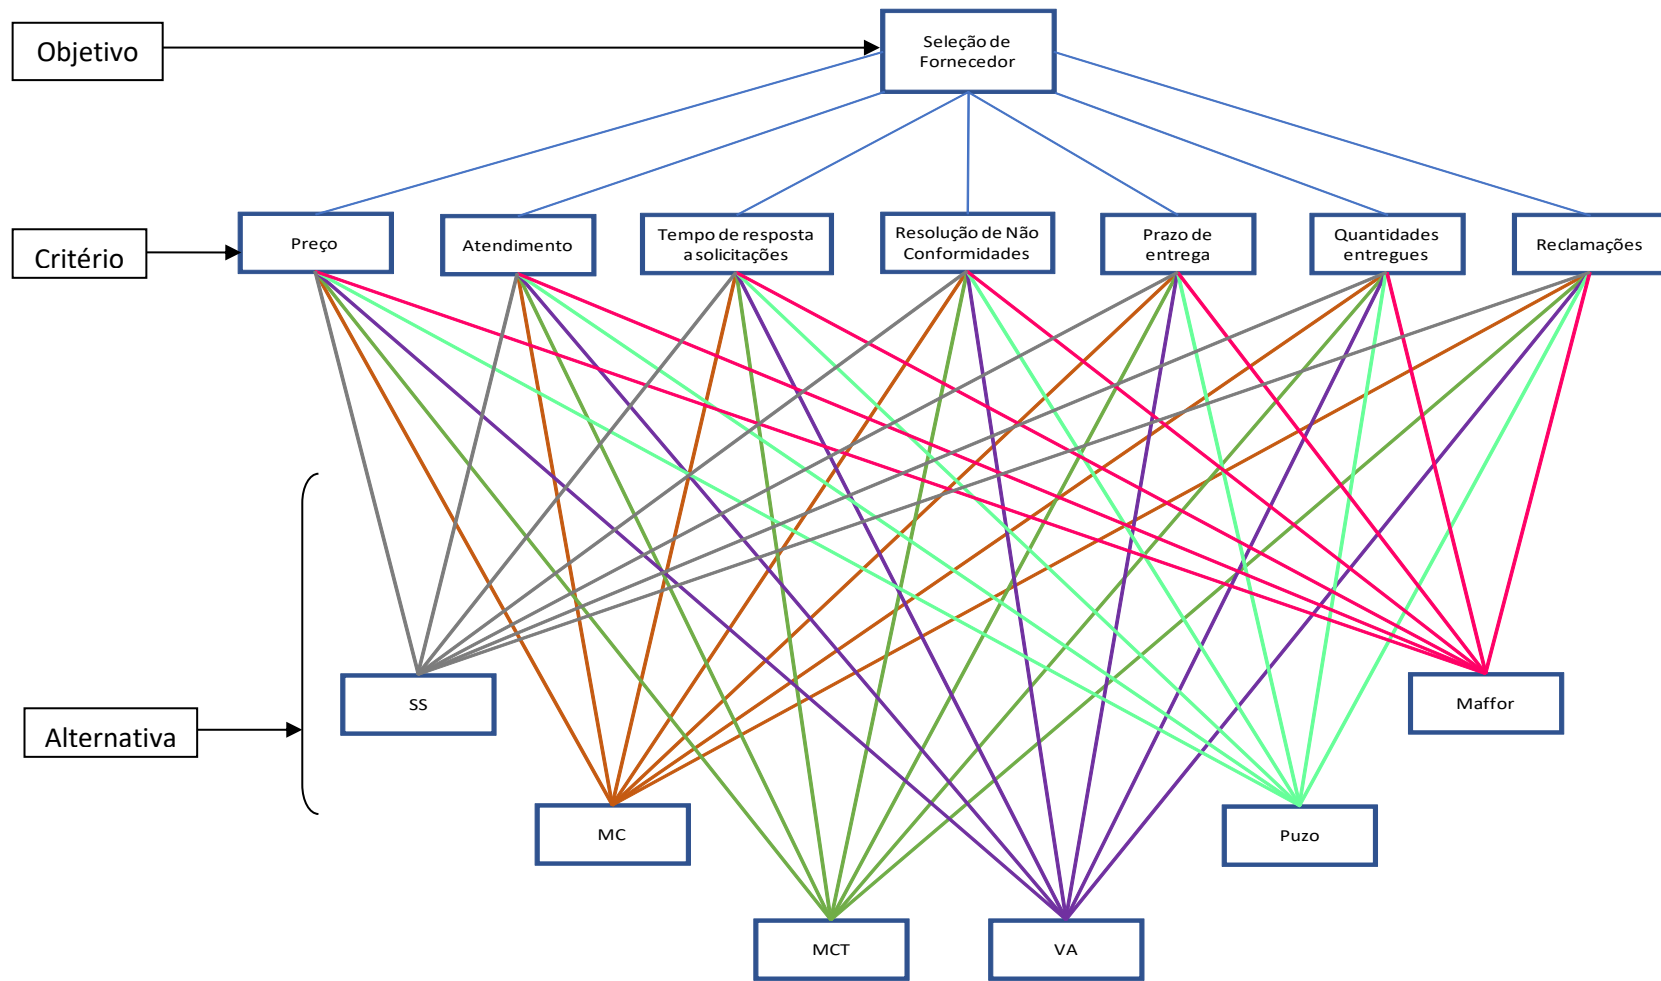 Objetivo
Seleção de
Fornecedor
Critério
Preço
Atendimento
Tempo de resposta
a solicitações
Resolução de Não
Conformidades
Prazo de
entrega
Quantidades
entregues
Reclamações
Alternativa
SS
Maffor
MC
Puzo
MCT
VA